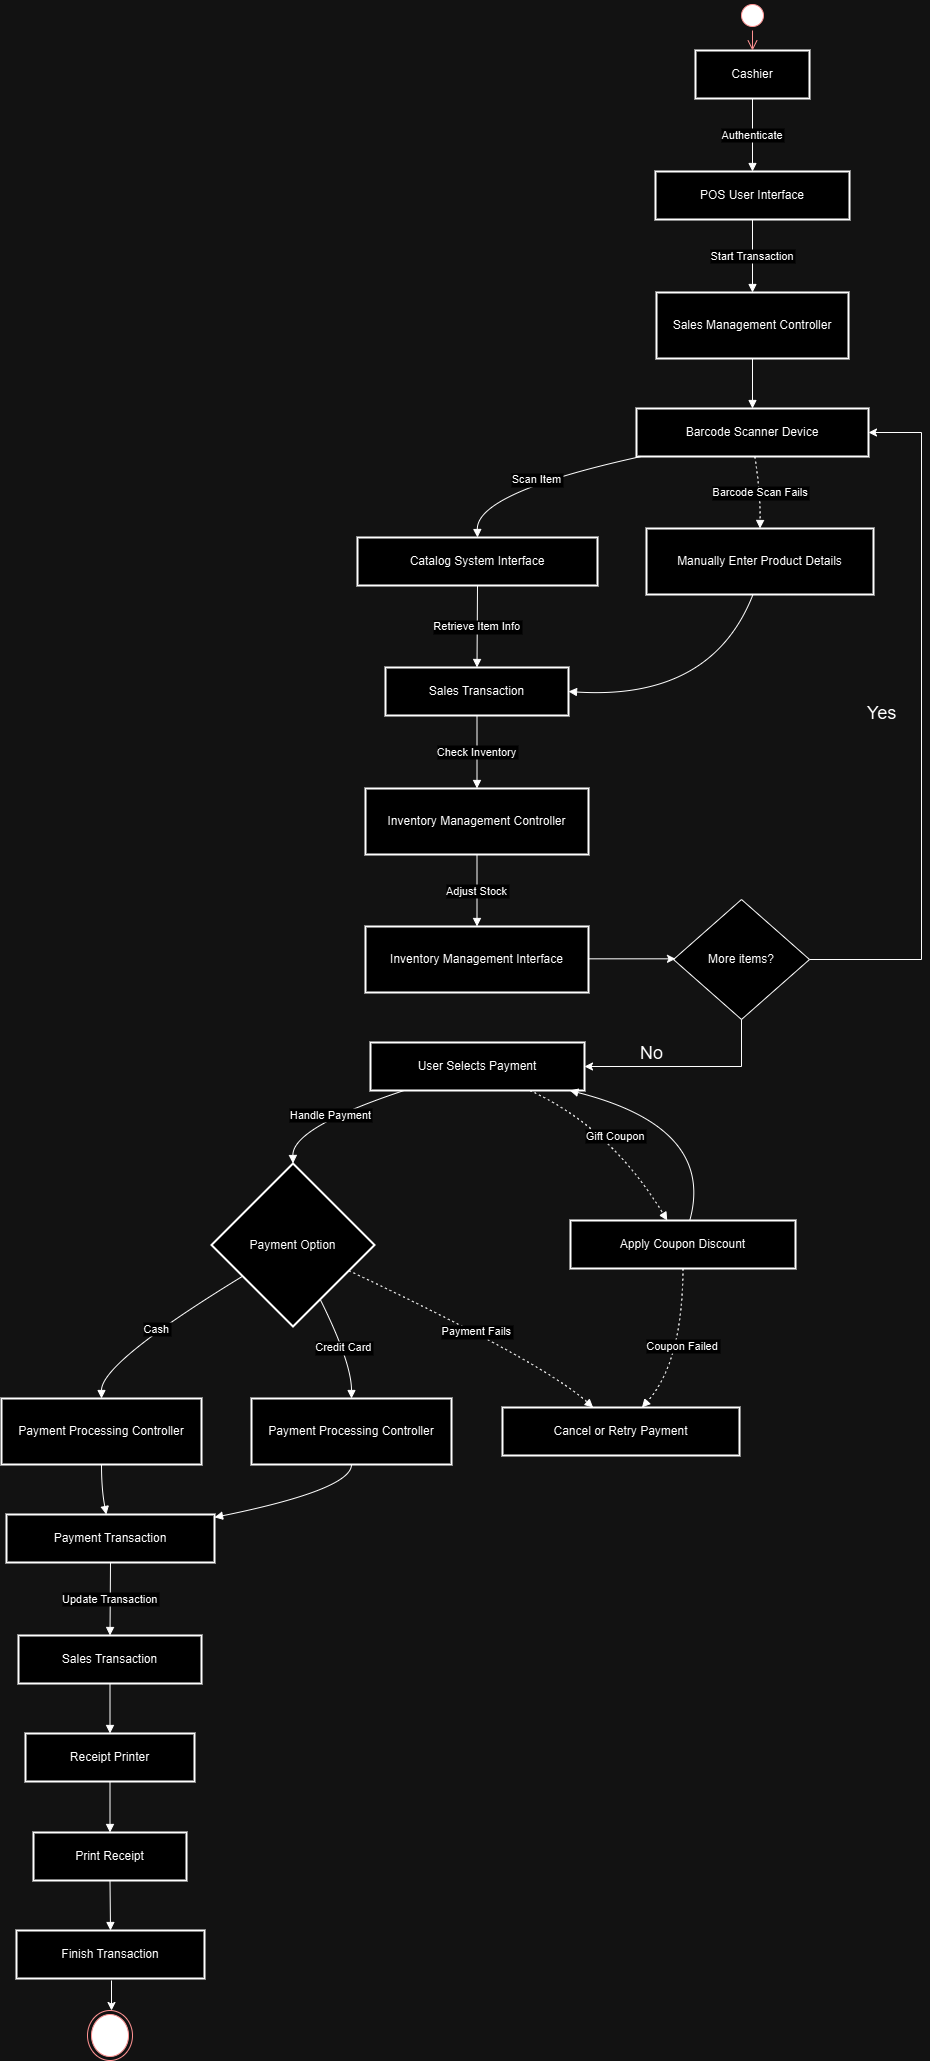 Cashier
Authenticate
POS User Interface
Start Transaction
Sales Management Controller
Barcode Scanner Device
Scan Item
Barcode Scan Fails
Catalog System Interface
Manually Enter Product Details
Retrieve Item Info
Sales Transaction
Yes
Check Inventory
Inventory Management Controller
Adjust Stock
Inventory Management Interface
More items?
No
User Selects Payment
Handle Payment
Gift Coupon
Payment Option
Apply Coupon Discount
Cash
Credit Card
Payment Fails
Coupon Failed
Payment Processing Controller
Payment Processing Controller
Cancel or Retry Payment
Payment Transaction
Update Transaction
Sales Transaction
Receipt Printer
Print Receipt
Finish Transaction